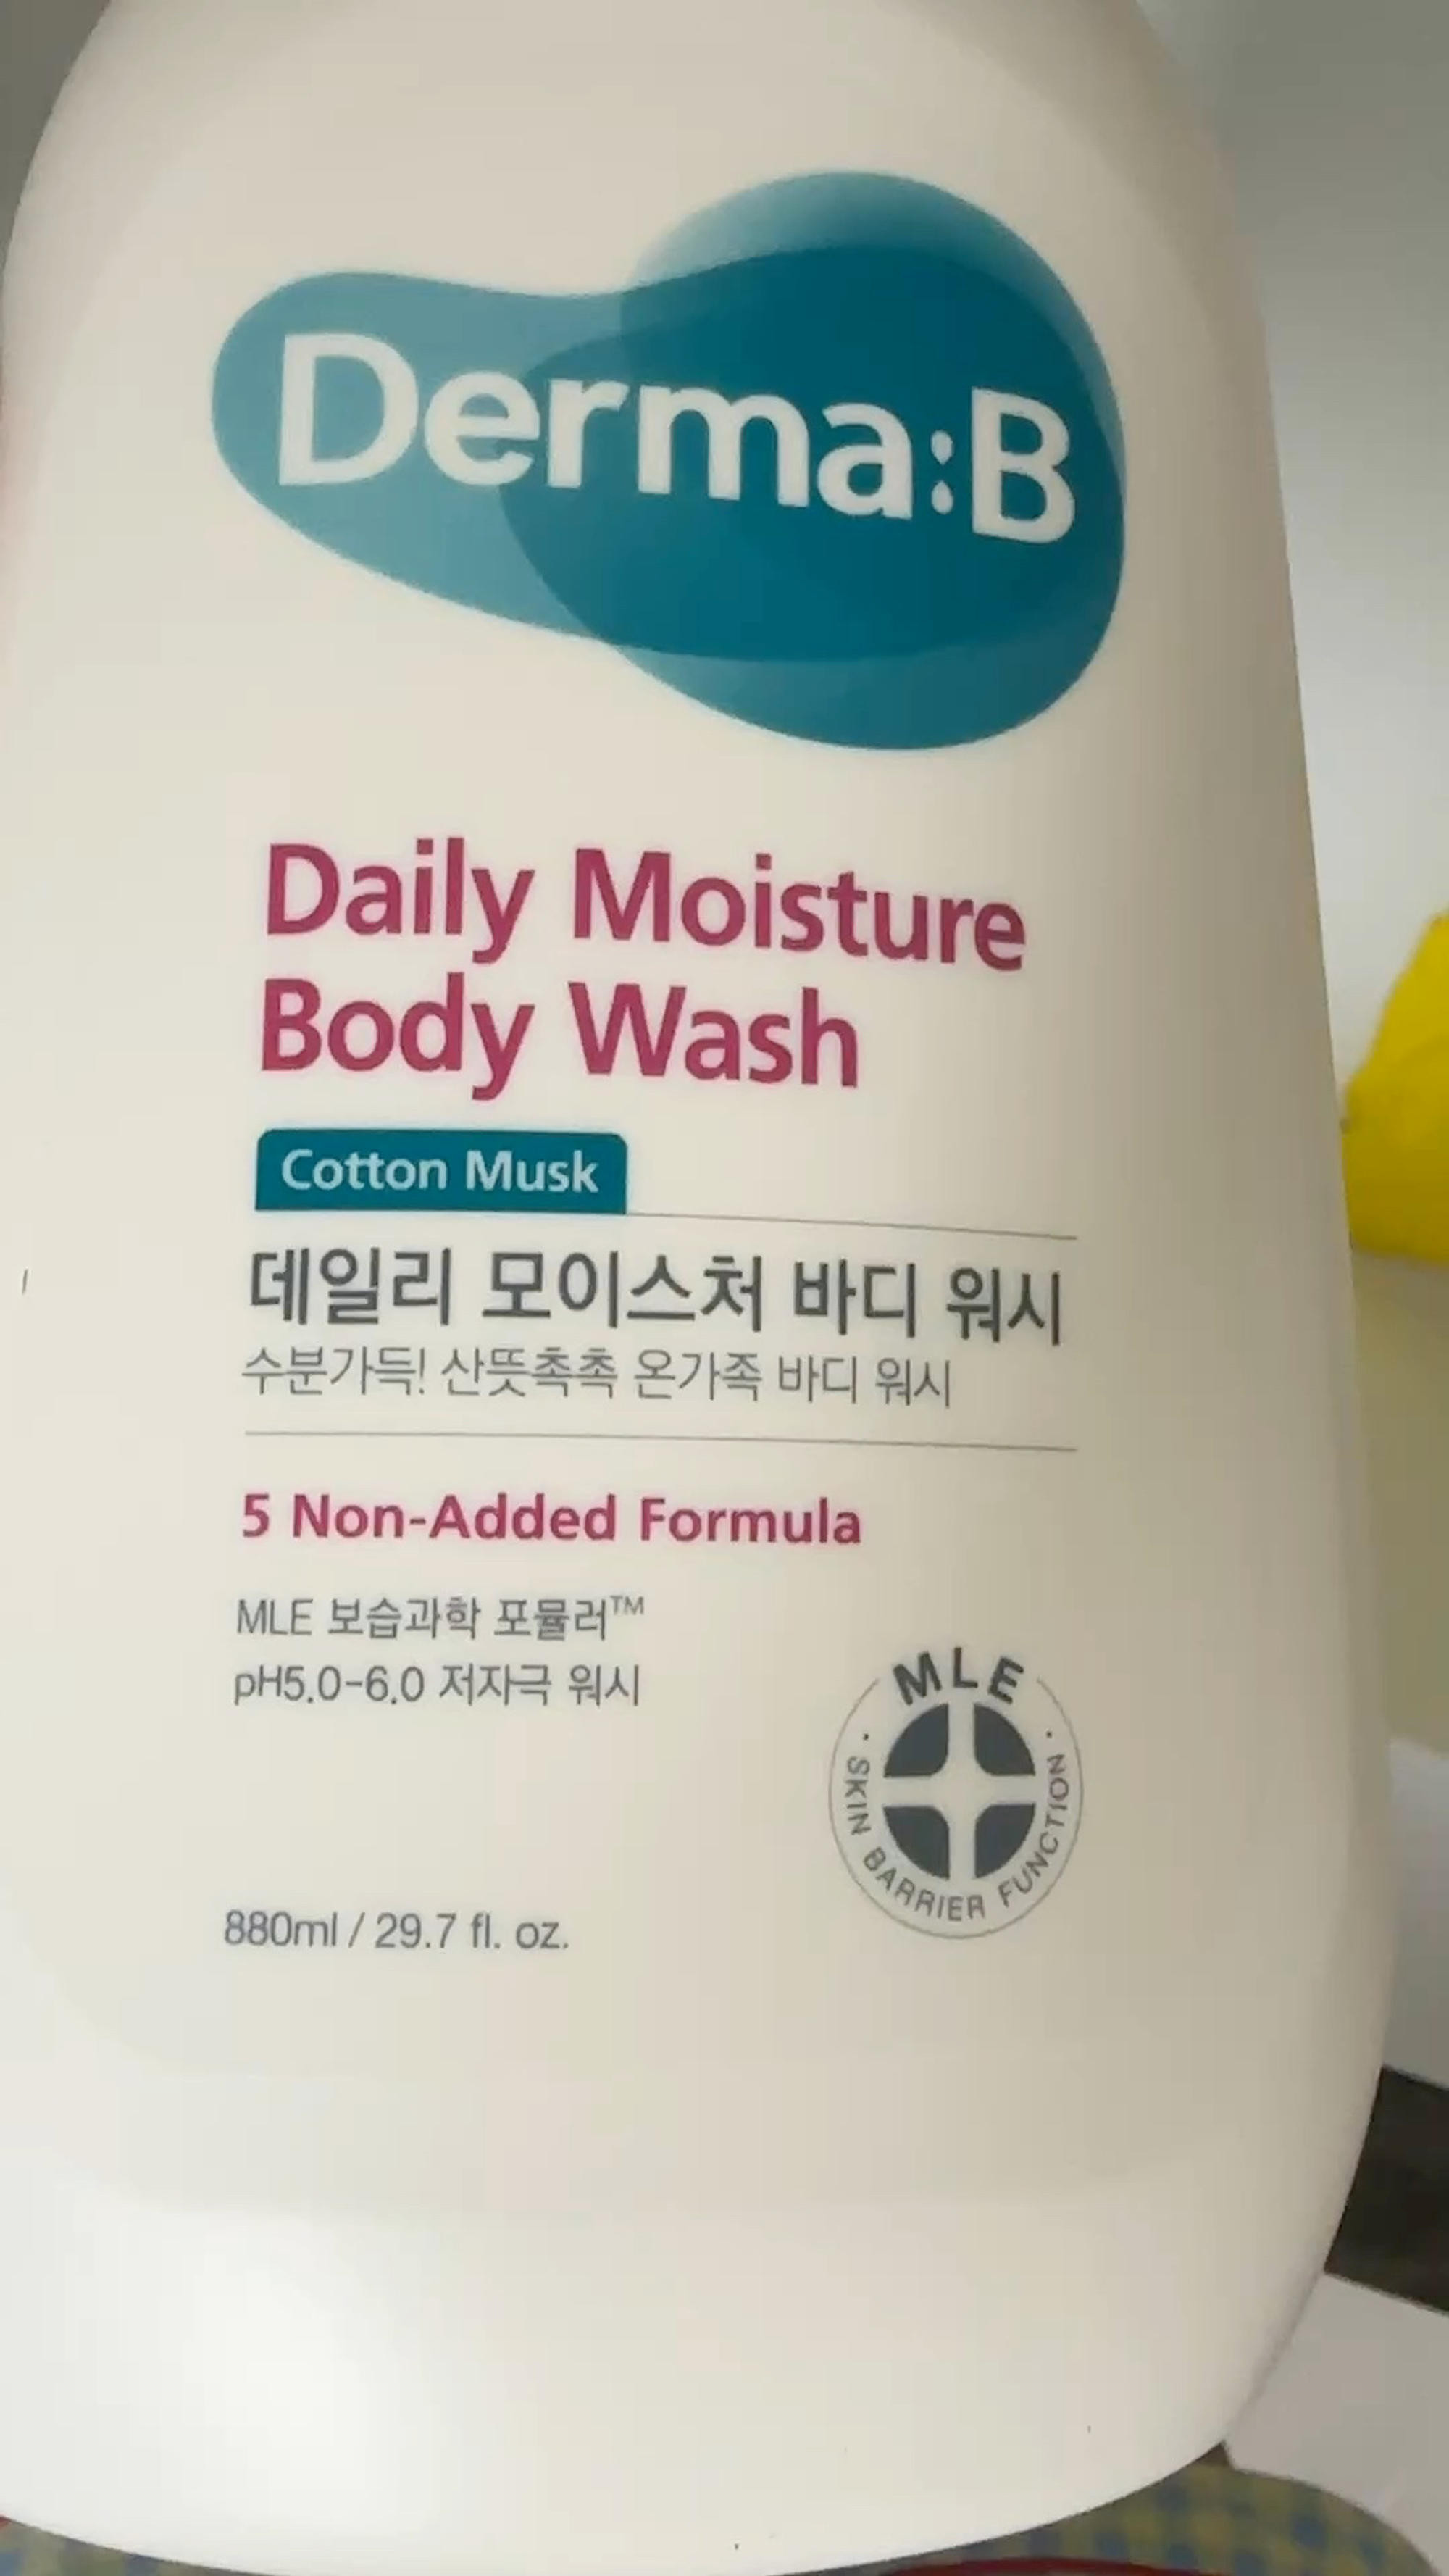 Derma:B
Daily Moisture
Body Wash
Cotton Musk
데일리 모이스처 바디 워시
수분가득! 산뜻촉촉 온가족 바디 워시
5 Non-Added Formula
MLE 보습과학 포뮬러™
pH5.0-6.0 저자극 워시
MLE
· SKIN BARRIER FUNCTION ·
880ml / 29.7 fl. oz.